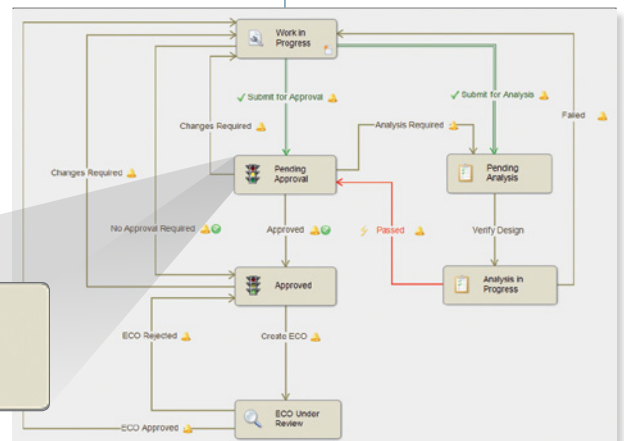 Work in
Progress
Submit for Approval
Submit for Analysis
Failed
Changes Required
Analysis Required
Changes Required
Pending
Approval
Pending
Analysis
No Approval Required
Approved
Passed
Verify Design
Approved
Analysis in
Progress
ECO Rejected
Create ECO
ECO Under
Review
ECO Approved